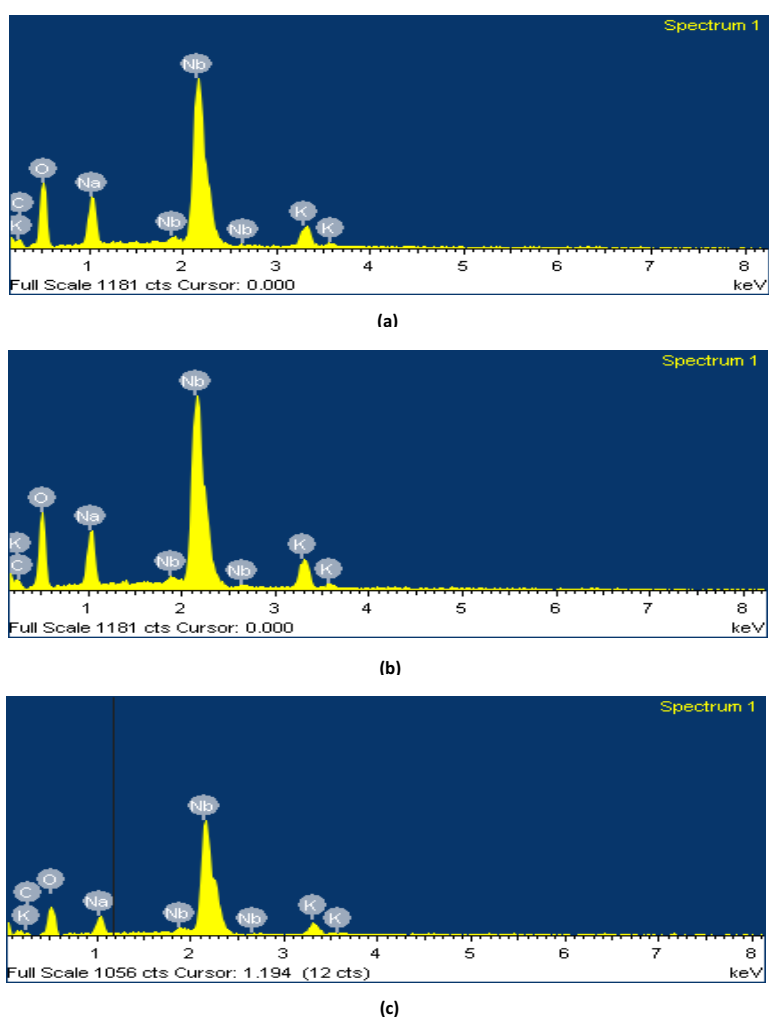 Spectrum 1
Nb
O
Na
C
K
Nb
Nb
K
K
1 2 3 4 5 6 7 8
Full Scale 1181 cts Cursor: 0.000 keV
(a)
Spectrum 1
Nb
O
Na
K
C
Nb
Nb
K
K
1 2 3 4 5 6 7 8
Full Scale 1181 cts Cursor: 0.000 keV
(b)
Spectrum 1
Nb
O
C
Na
K
Nb
Nb
K
K
1 2 3 4 5 6 7 8
Full Scale 1056 cts Cursor: 1.194 (12 cts) keV
(c)